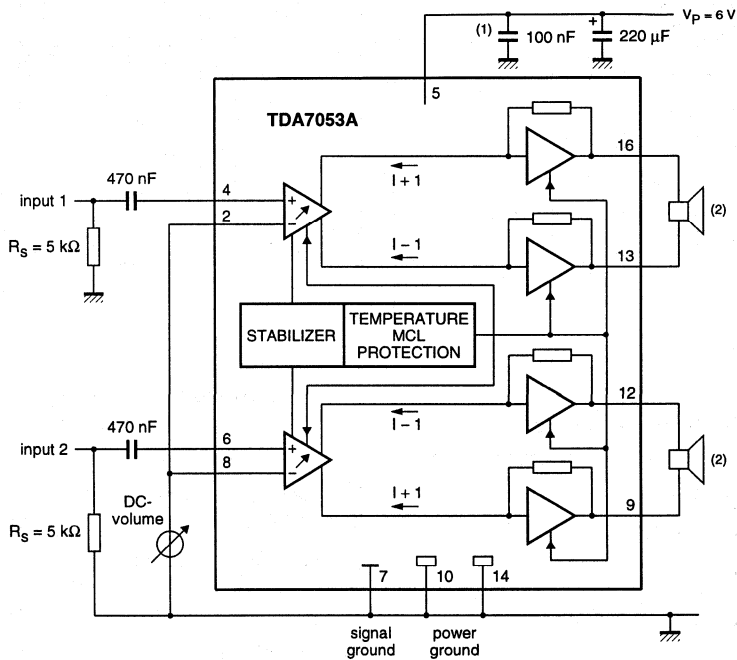 V_P = 6 V
(1)
100 nF
+
220 µF
5
TDA7053A
16
470 nF
4
I + 1
input 1
+
(2)
2
−
R_S = 5 kΩ
I − 1
13
STABILIZER
TEMPERATURE
MCL
PROTECTION
12
470 nF
6
I − 1
input 2
+
(2)
8
−
DC-
volume
I + 1
9
R_S = 5 kΩ
7
10
14
signal
ground
power
ground